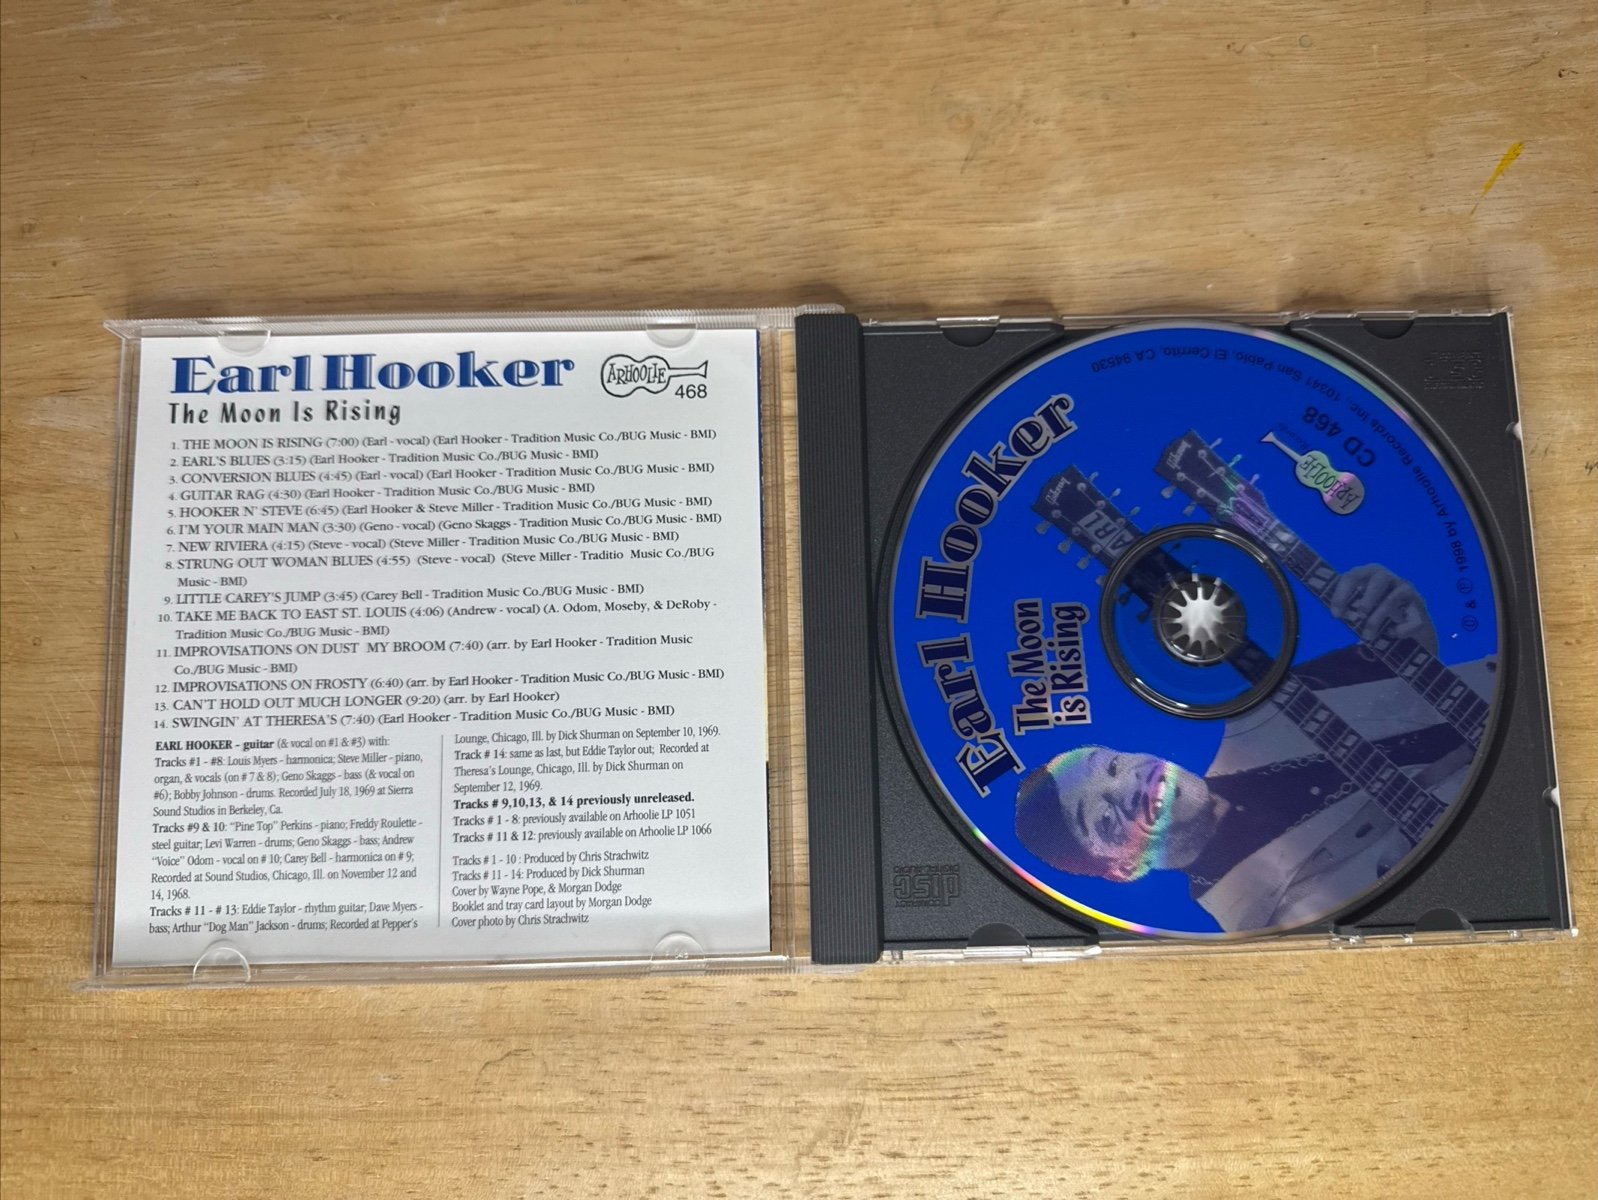 Earl Hooker
ARHOOLIE
468
The Moon Is Rising
1. THE MOON IS RISING (7:00) (Earl - vocal) (Earl Hooker - Tradition Music Co./BUG Music - BMI)
2. EARL'S BLUES (3:15) (Earl Hooker - Tradition Music Co./BUG Music - BMI)
3. CONVERSION BLUES (4:45) (Earl - vocal) (Earl Hooker - Tradition Music Co./BUG Music - BMI)
4. GUITAR RAG (4:30) (Earl Hooker - Tradition Music Co./BUG Music - BMI)
5. HOOKER N' STEVE (6:45) (Earl Hooker & Steve Miller - Tradition Music Co./BUG Music - BMI)
6. I'M YOUR MAIN MAN (3:30) (Geno - vocal) (Geno Skaggs - Tradition Music Co./BUG Music - BMI)
7. NEW RIVIERA (4:15) (Steve - vocal) (Steve Miller - Tradition Music Co./BUG Music - BMI)
8. STRUNG OUT WOMAN BLUES (4:55) (Steve - vocal) (Steve Miller - Traditio Music Co./BUG
Music - BMI)
9. LITTLE CAREY'S JUMP (3:45) (Carey Bell - Tradition Music Co./BUG Music - BMI)
10. TAKE ME BACK TO EAST ST. LOUIS (4:06) (Andrew - vocal) (A. Odom, Moseby, & DeRoby -
Tradition Music Co./BUG Music - BMI)
11. IMPROVISATIONS ON DUST MY BROOM (7:40) (arr. by Earl Hooker - Tradition Music
Co./BUG Music - BMI)
12. IMPROVISATIONS ON FROSTY (6:40) (arr. by Earl Hooker - Tradition Music Co./BUG Music - BMI)
13. CAN'T HOLD OUT MUCH LONGER (9:20) (arr. by Earl Hooker)
14. SWINGIN' AT THERESA'S (7:40) (Earl Hooker - Tradition Music Co./BUG Music - BMI)
EARL HOOKER - guitar (& vocal on #1 & #3) with:
Tracks #1 - #8: Louis Myers - harmonica; Steve Miller - piano,
organ, & vocals (on # 7 & 8); Geno Skaggs - bass (& vocal on
#6); Bobby Johnson - drums. Recorded July 18, 1969 at Sierra
Sound Studios in Berkeley, Ca.
Tracks #9 & 10: "Pine Top" Perkins - piano; Freddy Roulette -
steel guitar; Levi Warren - drums; Geno Skaggs - bass; Andrew
"Voice" Odom - vocal on # 10; Carey Bell - harmonica on # 9;
Recorded at Sound Studios, Chicago, Ill. on November 12 and
14, 1968.
Tracks # 11 - # 13: Eddie Taylor - rhythm guitar; Dave Myers -
bass; Arthur "Dog Man" Jackson - drums; Recorded at Pepper's
Lounge, Chicago, Ill. by Dick Shurman on September 10, 1969.
Track # 14: same as last, but Eddie Taylor out; Recorded at
Theresa's Lounge, Chicago, Ill. by Dick Shurman on
September 12, 1969.
Tracks # 9,10,13, & 14 previously unreleased.
Tracks # 1 - 8: previously available on Arhoolie LP 1051
Tracks # 11 & 12: previously available on Arhoolie LP 1066
Tracks # 1 - 10 : Produced by Chris Strachwitz
Tracks # 11 - 14: Produced by Dick Shurman
Cover by Wayne Pope, & Morgan Dodge
Booklet and tray card layout by Morgan Dodge
Cover photo by Chris Strachwitz
Earl Hooker
The Moon
is Rising
Gibson
EARL
ARHOOLIE
Records
CD 468
© & ℗ 1998 by Arhoolie Records Inc., 10341 San Pablo, El Cerrito, CA 94530
COMPACT
disc
DIGITAL AUDIO